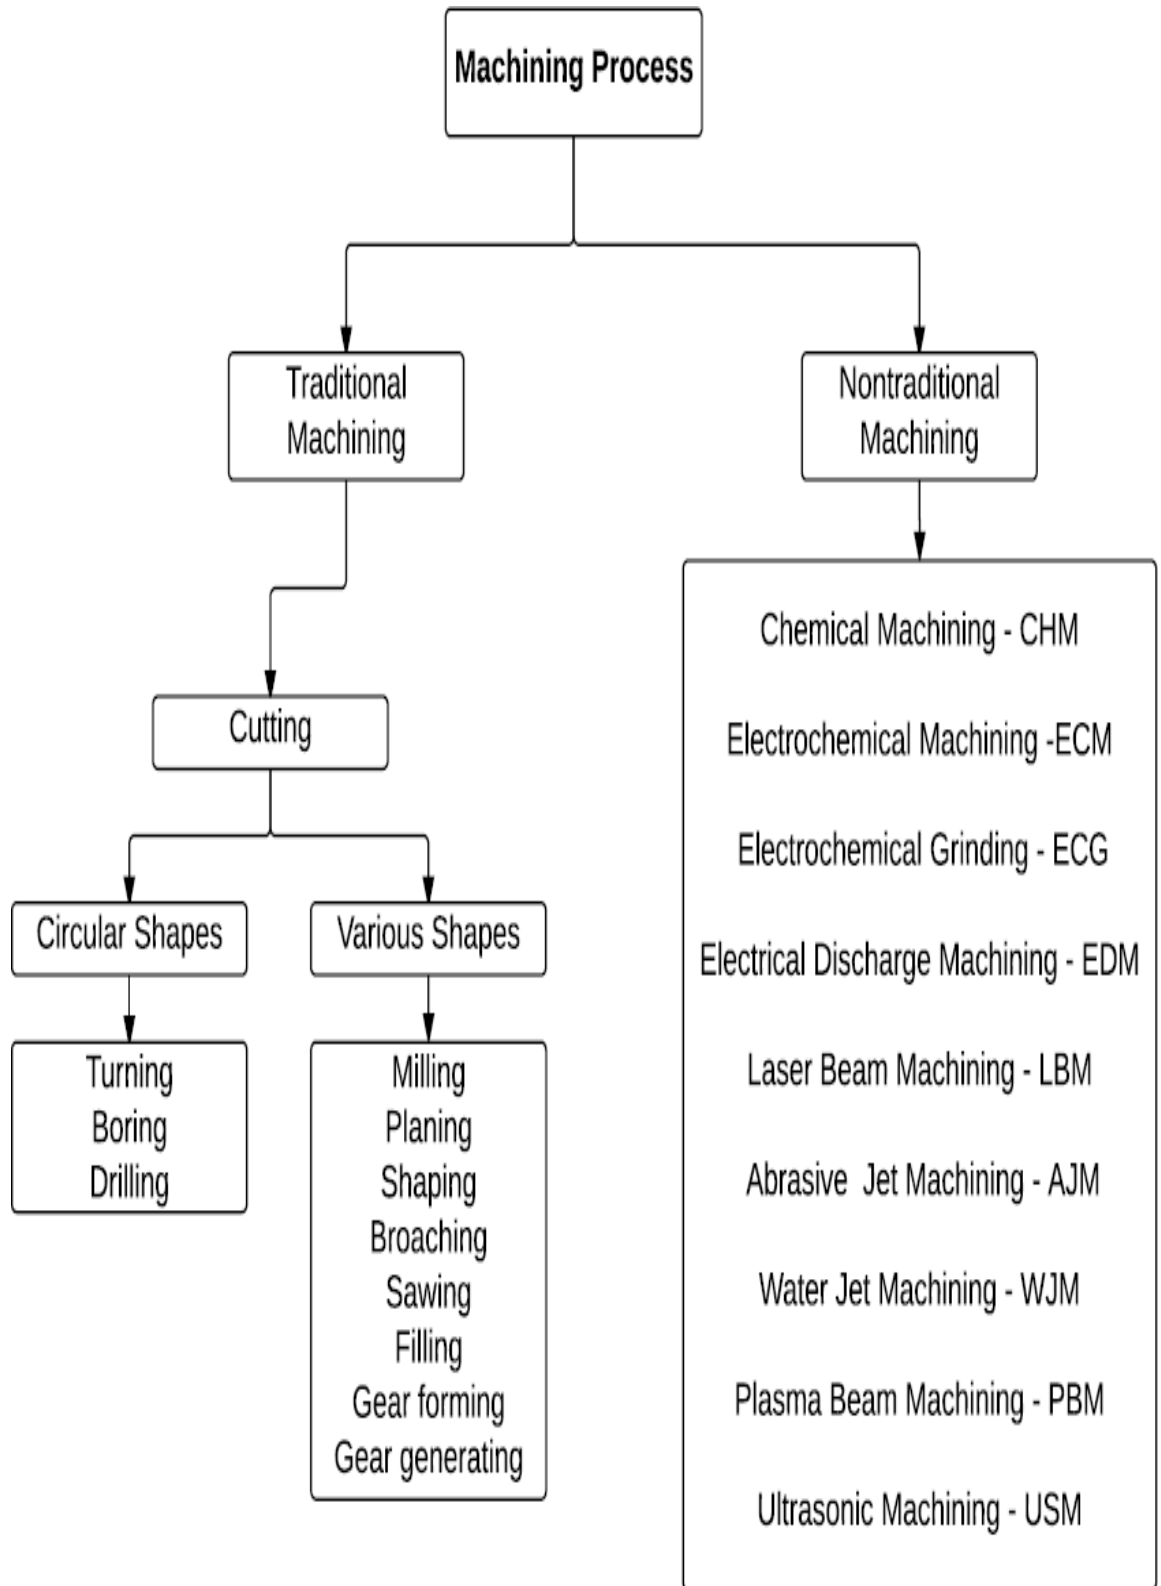 Machining Process
Traditional
Machining
Nontraditional
Machining
Cutting
Circular Shapes
Various Shapes
Turning
Boring
Drilling
Milling
Planing
Shaping
Broaching
Sawing
Filling
Gear forming
Gear generating
Chemical Machining - CHM
Electrochemical Machining -ECM
Electrochemical Grinding - ECG
Electrical Discharge Machining - EDM
Laser Beam Machining - LBM
Abrasive  Jet Machining - AJM
Water Jet Machining - WJM
Plasma Beam Machining - PBM
Ultrasonic Machining - USM